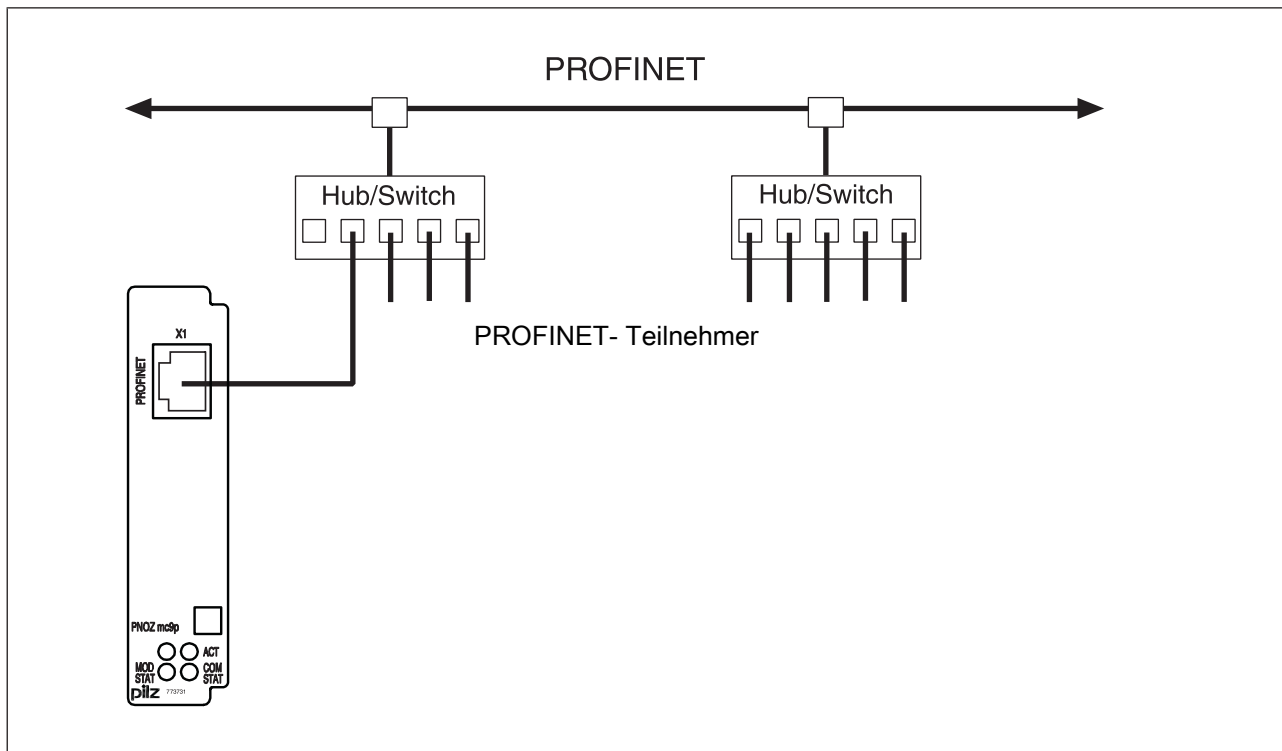 PROFINET
Hub/Switch
Hub/Switch
PROFINET- Teilnehmer
X1
PROFINET
PNOZ mc9p
ACT
MOD STAT
COM STAT
pilz 773731